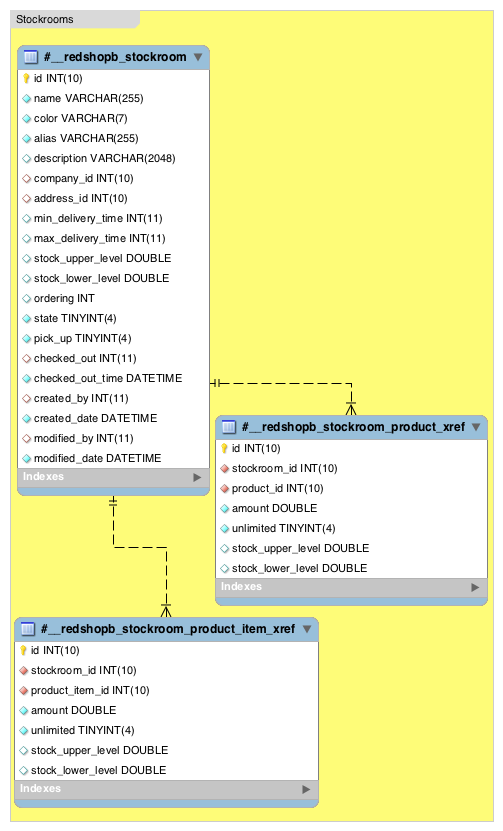 Stockrooms
#__redshopb_stockroom
id INT(10)
name VARCHAR(255)
color VARCHAR(7)
alias VARCHAR(255)
description VARCHAR(2048)
company_id INT(10)
address_id INT(10)
min_delivery_time INT(11)
max_delivery_time INT(11)
stock_upper_level DOUBLE
stock_lower_level DOUBLE
ordering INT
state TINYINT(4)
pick_up TINYINT(4)
checked_out INT(11)
checked_out_time DATETIME
created_by INT(11)
created_date DATETIME
modified_by INT(11)
modified_date DATETIME
Indexes
#__redshopb_stockroom_product_xref
id INT(10)
stockroom_id INT(10)
product_id INT(10)
amount DOUBLE
unlimited TINYINT(4)
stock_upper_level DOUBLE
stock_lower_level DOUBLE
Indexes
#__redshopb_stockroom_product_item_xref
id INT(10)
stockroom_id INT(10)
product_item_id INT(10)
amount DOUBLE
unlimited TINYINT(4)
stock_upper_level DOUBLE
stock_lower_level DOUBLE
Indexes